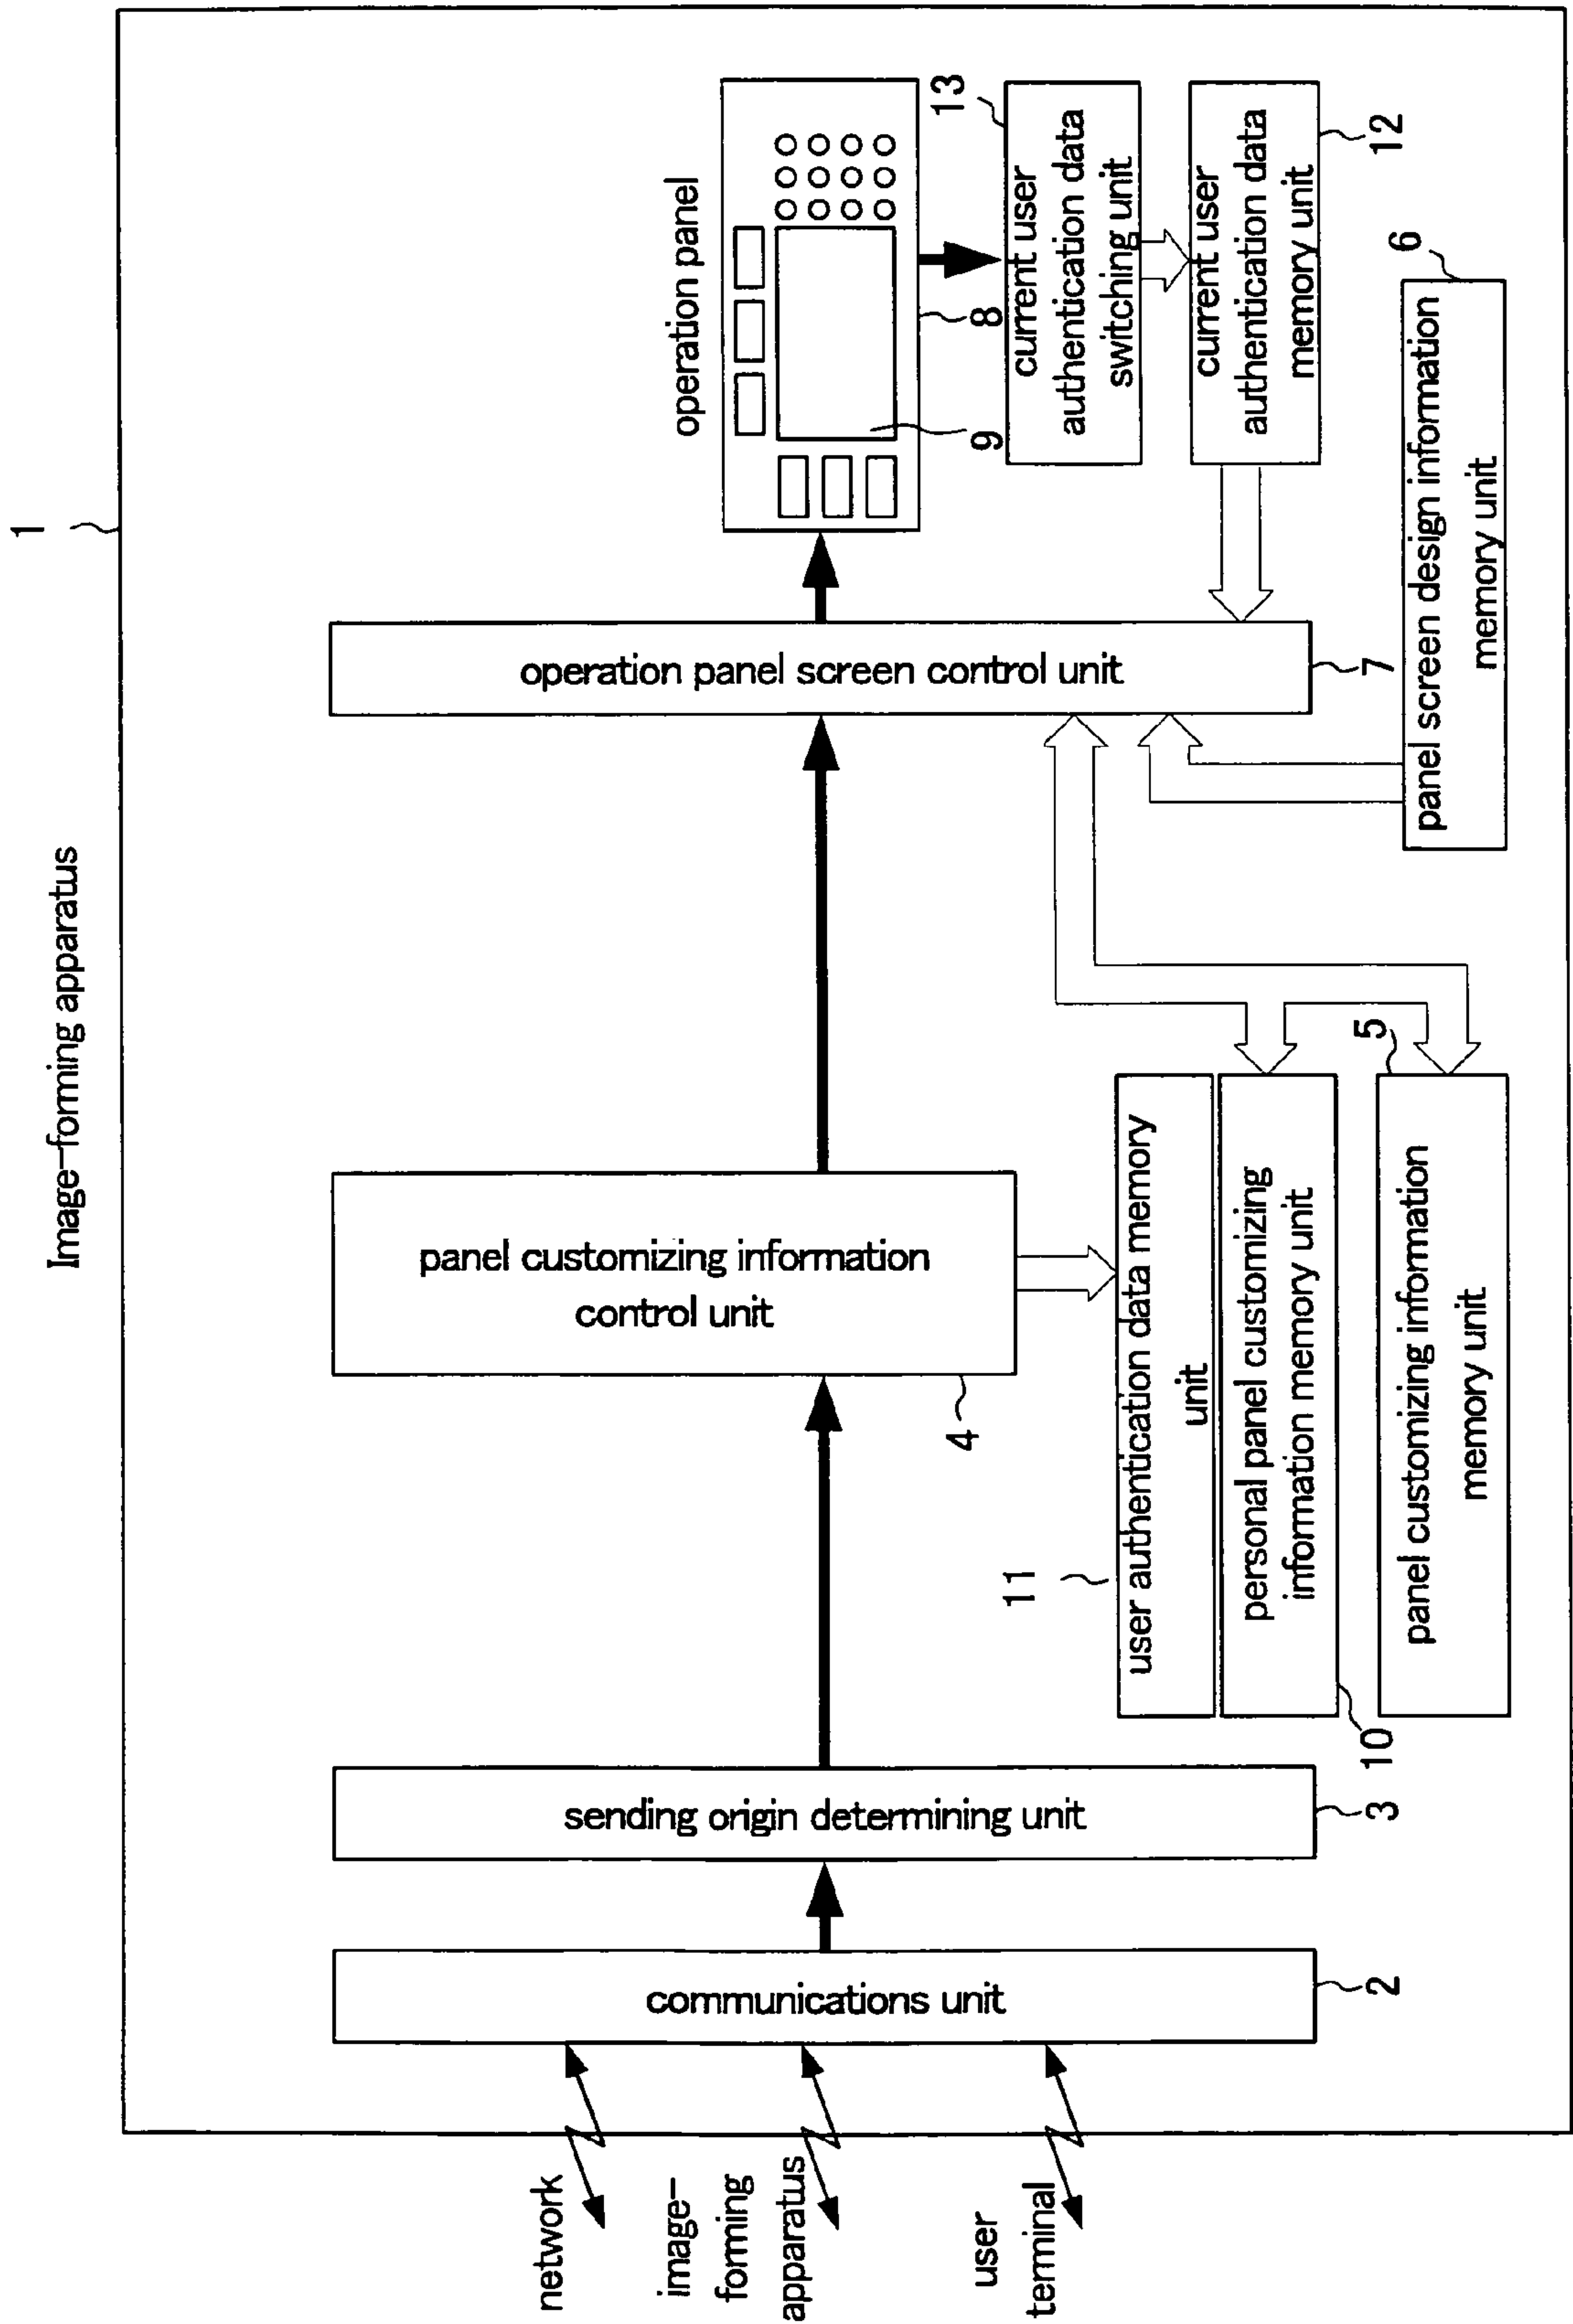 Image-forming apparatus
1
network
image-
forming
apparatus
user
terminal
communications unit
2
sending origin determining unit
3
panel customizing information
control unit
4
11
user authentication data memory
unit
personal panel customizing
information memory unit
10
5
panel customizing information
memory unit
operation panel screen control unit
7
panel screen design information
memory unit
6
operation panel
8
9
13
current user
authentication data
switching unit
current user
authentication data
memory unit
12